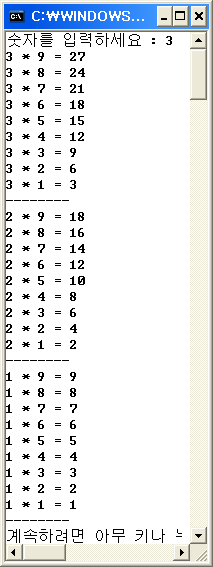 C:₩WINDOWS...
숫자를 입력하세요 : 3
3 * 9 = 27
3 * 8 = 24
3 * 7 = 21
3 * 6 = 18
3 * 5 = 15
3 * 4 = 12
3 * 3 = 9
3 * 2 = 6
3 * 1 = 3
--------
2 * 9 = 18
2 * 8 = 16
2 * 7 = 14
2 * 6 = 12
2 * 5 = 10
2 * 4 = 8
2 * 3 = 6
2 * 2 = 4
2 * 1 = 2
--------
1 * 9 = 9
1 * 8 = 8
1 * 7 = 7
1 * 6 = 6
1 * 5 = 5
1 * 4 = 4
1 * 3 = 3
1 * 2 = 2
1 * 1 = 1
--------
계속하려면 아무 키나